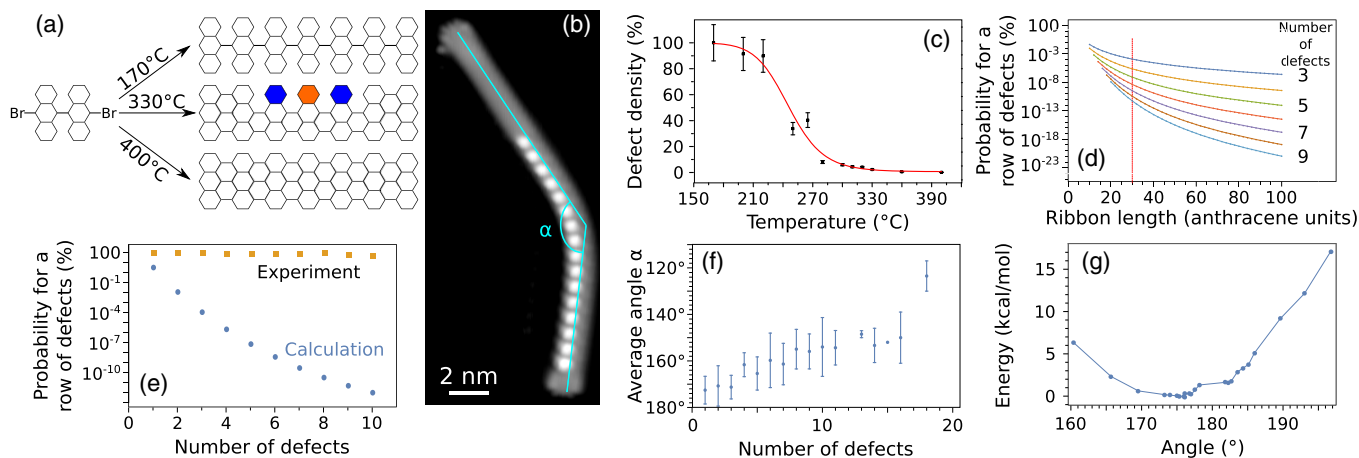 (a)
Br
Br
170°C
330°C
400°C
(b)
α
2 nm
(c)
Defect density (%)
100
80
60
40
20
0
150
210
270
330
390
Temperature (°C)
(d)
Probability for a
row of defects (%)
100
10-3
10-8
10-13
10-18
10-23
0
20
40
60
80
100
120
Ribbon length (anthracene units)
Number
of
defects
3
5
7
9
(e)
Probability for a
row of defects (%)
100
10-1
10-4
10-7
10-10
0
2
4
6
8
10
Number of defects
Experiment
Calculation
(f)
Average angle α
120°
140°
160°
180°
0
10
20
Number of defects
(g)
Energy (kcal/mol)
15
10
5
0
160
170
180
190
Angle (°)